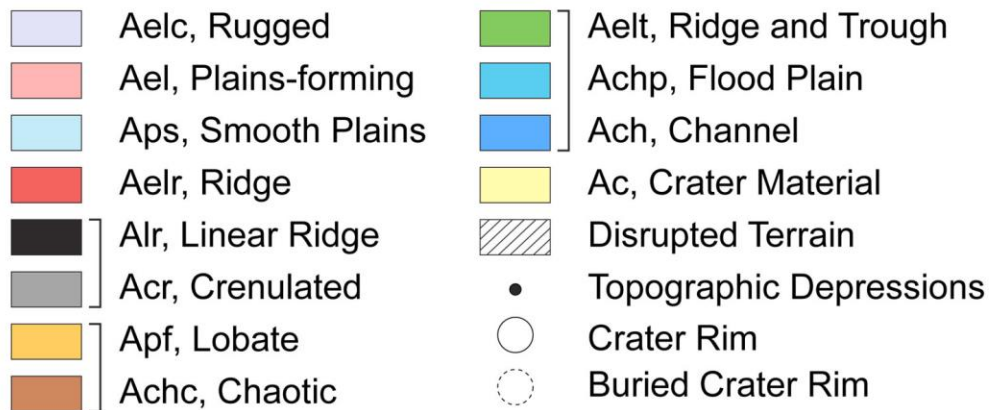 Aelc, Rugged
Ael, Plains-forming
Aps, Smooth Plains
Aelr, Ridge
Alr, Linear Ridge
Acr, Crenulated
Apf, Lobate
Achc, Chaotic
Aelt, Ridge and Trough
Achp, Flood Plain
Ach, Channel
Ac, Crater Material
Disrupted Terrain
Topographic Depressions
Crater Rim
Buried Crater Rim